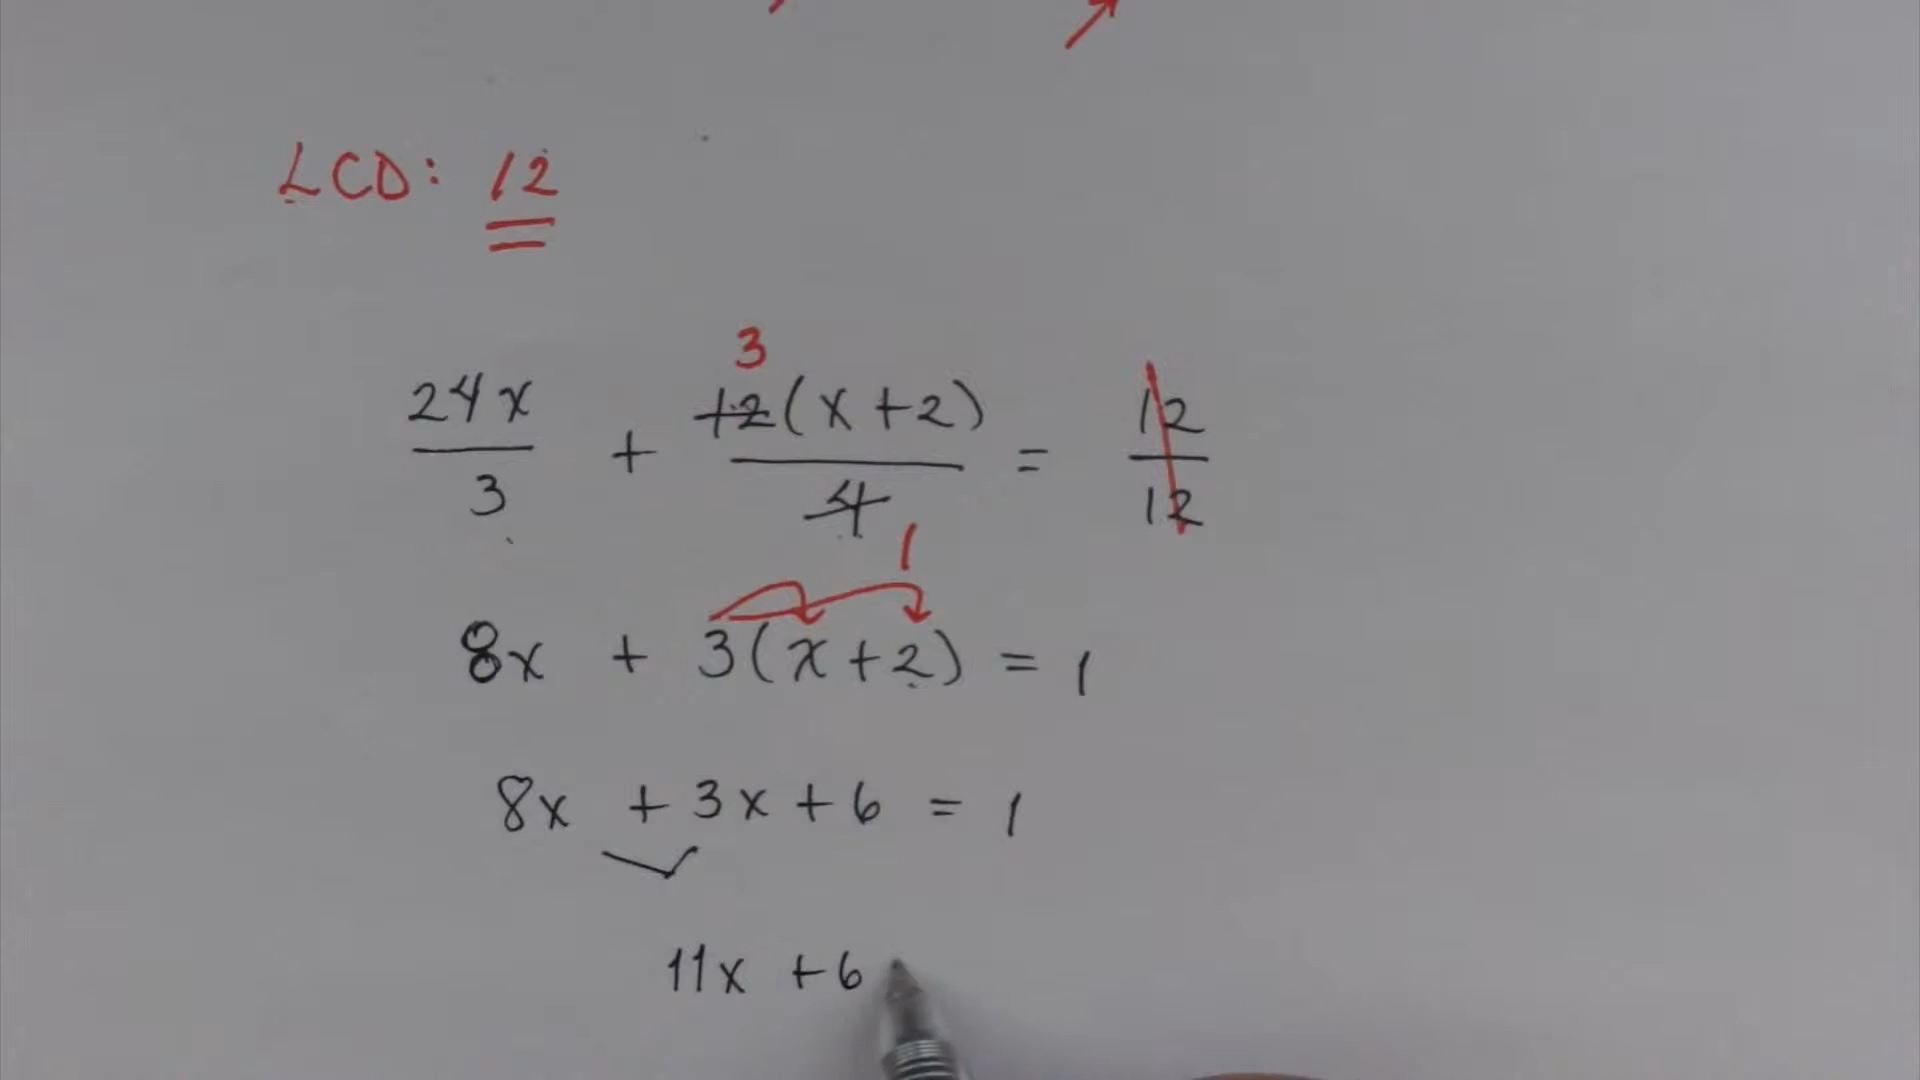 LCD: 12
3
24x/3 + 12(x+2)/4 = 12/12
1
8x + 3(x+2) = 1
8x + 3x + 6 = 1
11x + 6